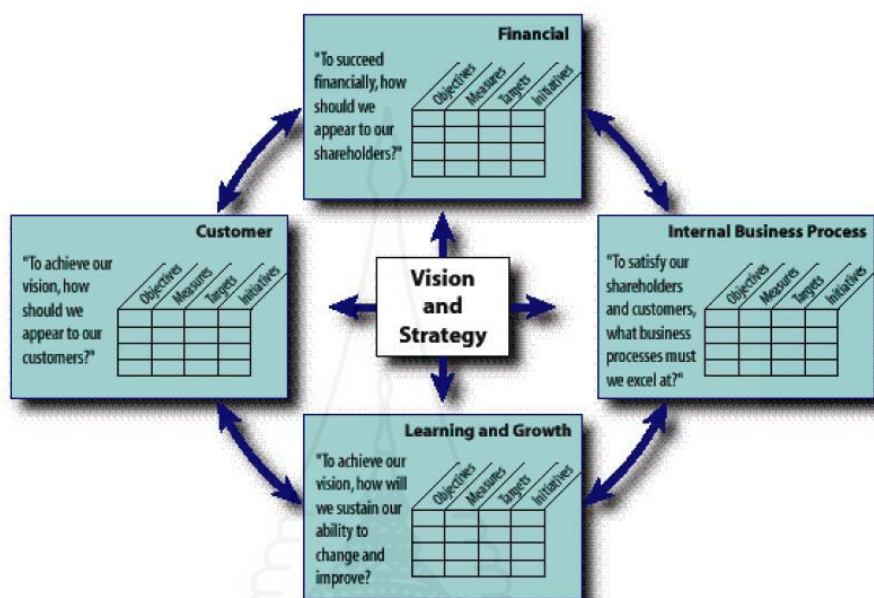 Financial
"To succeed
financially, how
should we
appear to our
shareholders?"
Objectives
Measures
Targets
Initiatives
Customer
"To achieve our
vision, how
should we
appear to our
customers?"
Objectives
Measures
Targets
Initiatives
Vision
and
Strategy
Internal Business Process
"To satisfy our
shareholders
and customers,
what business
processes must
we excel at?"
Objectives
Measures
Targets
Initiatives
Learning and Growth
"To achieve our
vision, how will
we sustain our
ability to
change and
improve?
Objectives
Measures
Targets
Initiatives